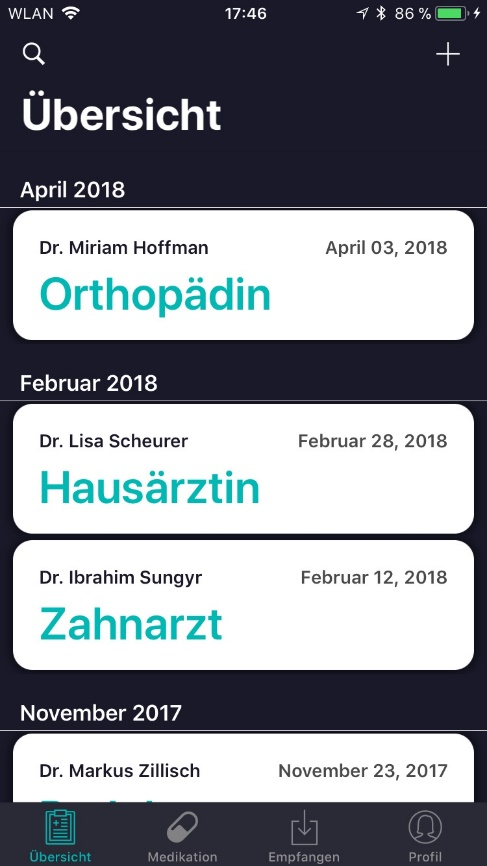 WLAN 17:46 86 %
Übersicht
April 2018
Dr. Miriam Hoffman April 03, 2018
Orthopädin
Februar 2018
Dr. Lisa Scheurer Februar 28, 2018
Hausärztin
Dr. Ibrahim Sungyr Februar 12, 2018
Zahnarzt
November 2017
Dr. Markus Zillisch November 23, 2017
Übersicht Medikation Empfangen Profil